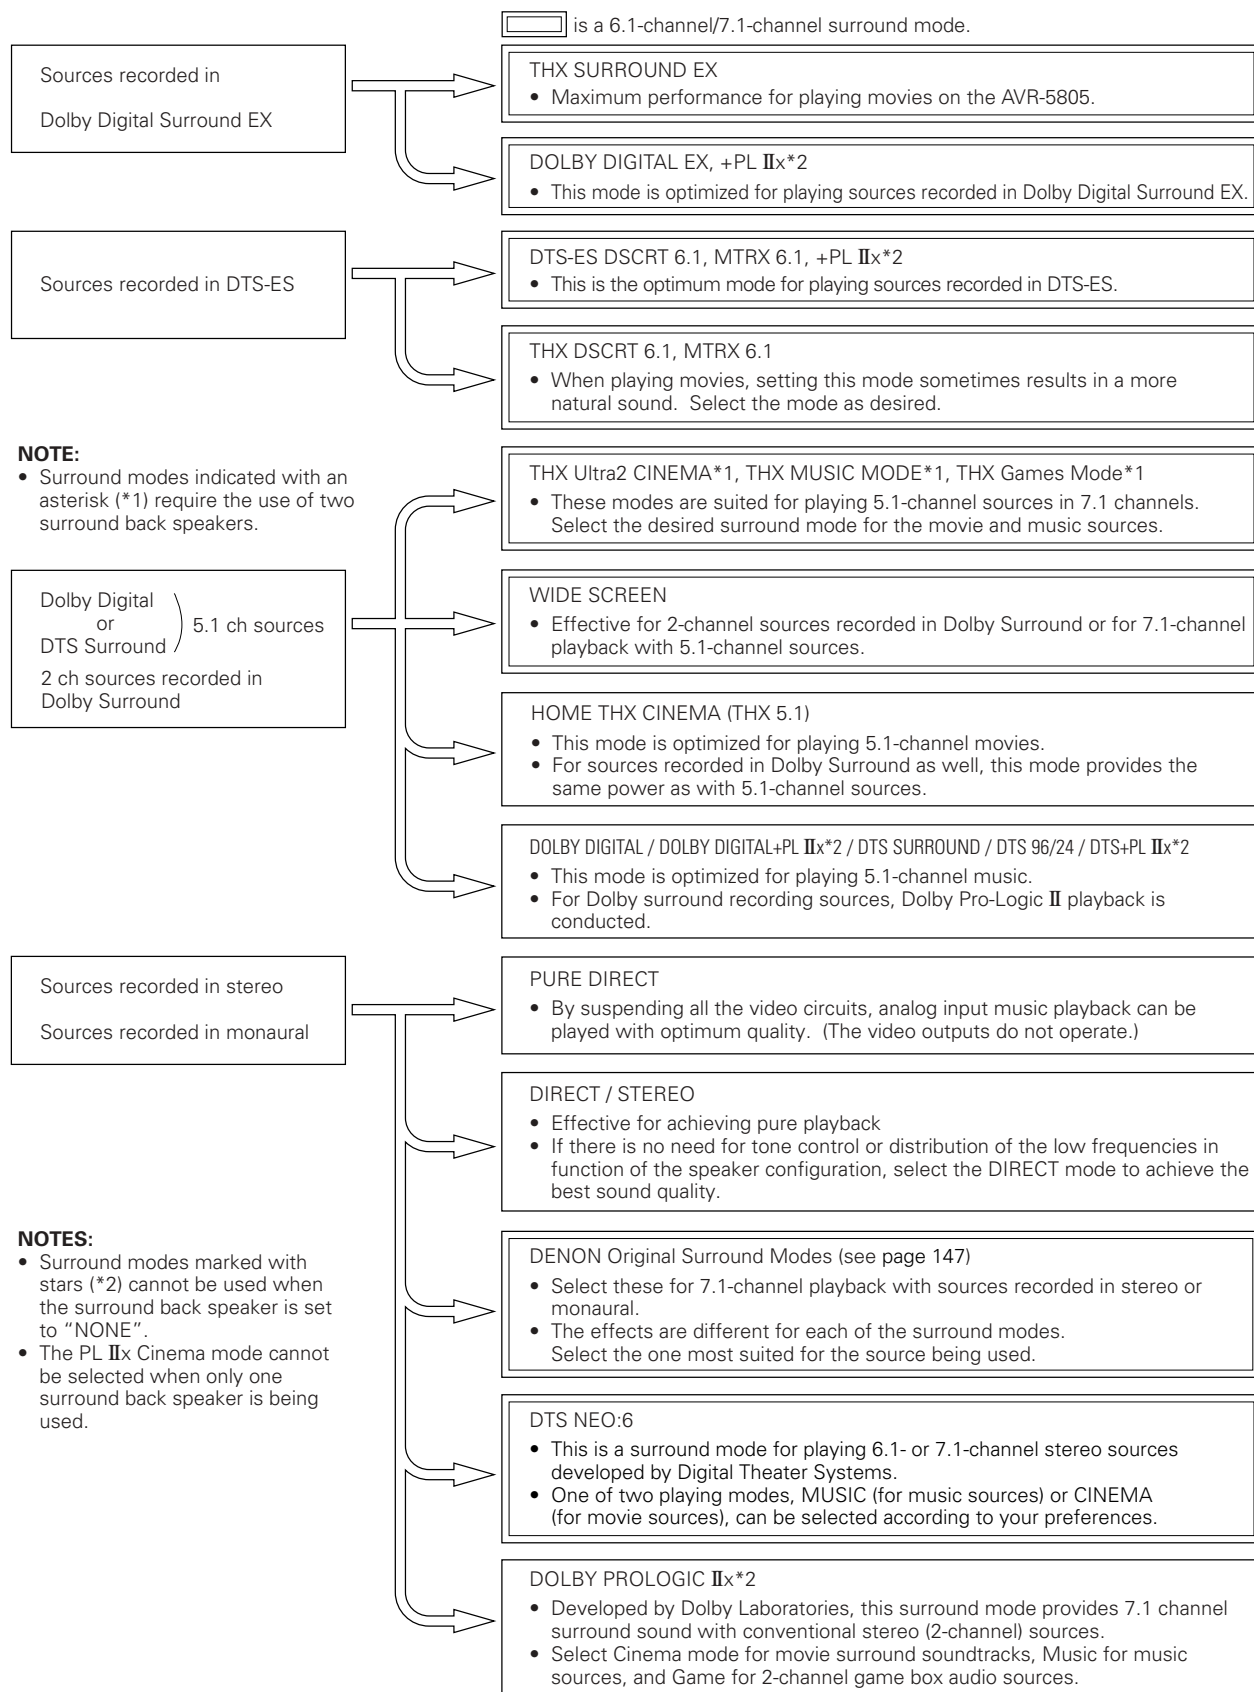 is a 6.1-channel/7.1-channel surround mode.
Sources recorded in
Dolby Digital Surround EX
THX SURROUND EX
• Maximum performance for playing movies on the AVR-5805.
DOLBY DIGITAL EX, +PL IIx*2
• This mode is optimized for playing sources recorded in Dolby Digital Surround EX.
Sources recorded in DTS-ES
DTS-ES DSCRT 6.1, MTRX 6.1, +PL IIx*2
• This is the optimum mode for playing sources recorded in DTS-ES.
THX DSCRT 6.1, MTRX 6.1
• When playing movies, setting this mode sometimes results in a more
natural sound. Select the mode as desired.
NOTE:
• Surround modes indicated with an
asterisk (*1) require the use of two
surround back speakers.
Dolby Digital
or
DTS Surround
5.1 ch sources
2 ch sources recorded in
Dolby Surround
THX Ultra2 CINEMA*1, THX MUSIC MODE*1, THX Games Mode*1
• These modes are suited for playing 5.1-channel sources in 7.1 channels.
Select the desired surround mode for the movie and music sources.
WIDE SCREEN
• Effective for 2-channel sources recorded in Dolby Surround or for 7.1-channel
playback with 5.1-channel sources.
HOME THX CINEMA (THX 5.1)
• This mode is optimized for playing 5.1-channel movies.
• For sources recorded in Dolby Surround as well, this mode provides the
same power as with 5.1-channel sources.
DOLBY DIGITAL / DOLBY DIGITAL+PL IIx*2 / DTS SURROUND / DTS 96/24 / DTS+PL IIx*2
• This mode is optimized for playing 5.1-channel music.
• For Dolby surround recording sources, Dolby Pro-Logic II playback is
conducted.
Sources recorded in stereo
Sources recorded in monaural
PURE DIRECT
• By suspending all the video circuits, analog input music playback can be
played with optimum quality. (The video outputs do not operate.)
DIRECT / STEREO
• Effective for achieving pure playback
• If there is no need for tone control or distribution of the low frequencies in
function of the speaker configuration, select the DIRECT mode to achieve the
best sound quality.
NOTES:
• Surround modes marked with
stars (*2) cannot be used when
the surround back speaker is set
to “NONE”.
• The PL IIx Cinema mode cannot
be selected when only one
surround back speaker is being
used.
DENON Original Surround Modes (see page 147)
• Select these for 7.1-channel playback with sources recorded in stereo or
monaural.
• The effects are different for each of the surround modes.
Select the one most suited for the source being used.
DTS NEO:6
• This is a surround mode for playing 6.1- or 7.1-channel stereo sources
developed by Digital Theater Systems.
• One of two playing modes, MUSIC (for music sources) or CINEMA
(for movie sources), can be selected according to your preferences.
DOLBY PROLOGIC IIx*2
• Developed by Dolby Laboratories, this surround mode provides 7.1 channel
surround sound with conventional stereo (2-channel) sources.
• Select Cinema mode for movie surround soundtracks, Music for music
sources, and Game for 2-channel game box audio sources.